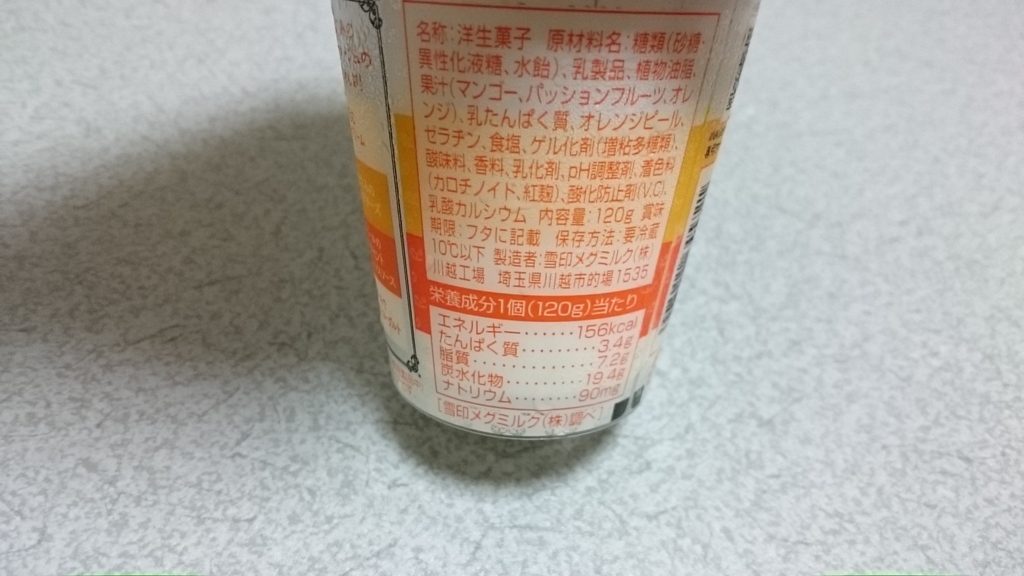 名称:洋生菓子 原材料名:糖類(砂糖・
異性化液糖、水飴)、乳製品、植物油脂、
果汁(マンゴー、パッションフルーツ、オレ
ンジ)、乳たんぱく質、オレンジピール、
ゼラチン、食塩、ゲル化剤(増粘多糖類)、
酸味料、香料、乳化剤、pH調整剤、着色料
(カロチノイド、紅麹)、酸化防止剤(V.C)、
乳酸カルシウム 内容量:120g 賞味
期限:フタに記載 保存方法:要冷蔵
10℃以下 製造者:雪印メグミルク(株)
川越工場 埼玉県川越市的場1535
栄養成分1個(120g)当たり
エネルギー……156kcal
たんぱく質……3.4g
脂質……7.2g
炭水化物……19.4g
ナトリウム……90mg
[雪印メグミルク(株)調べ]